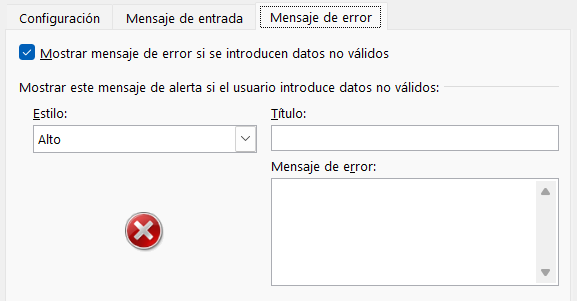 Configuración Mensaje de entrada Mensaje de error
Mostrar mensaje de error si se introducen datos no válidos
Mostrar este mensaje de alerta si el usuario introduce datos no válidos:
Estilo: Título:
Alto
Mensaje de error: